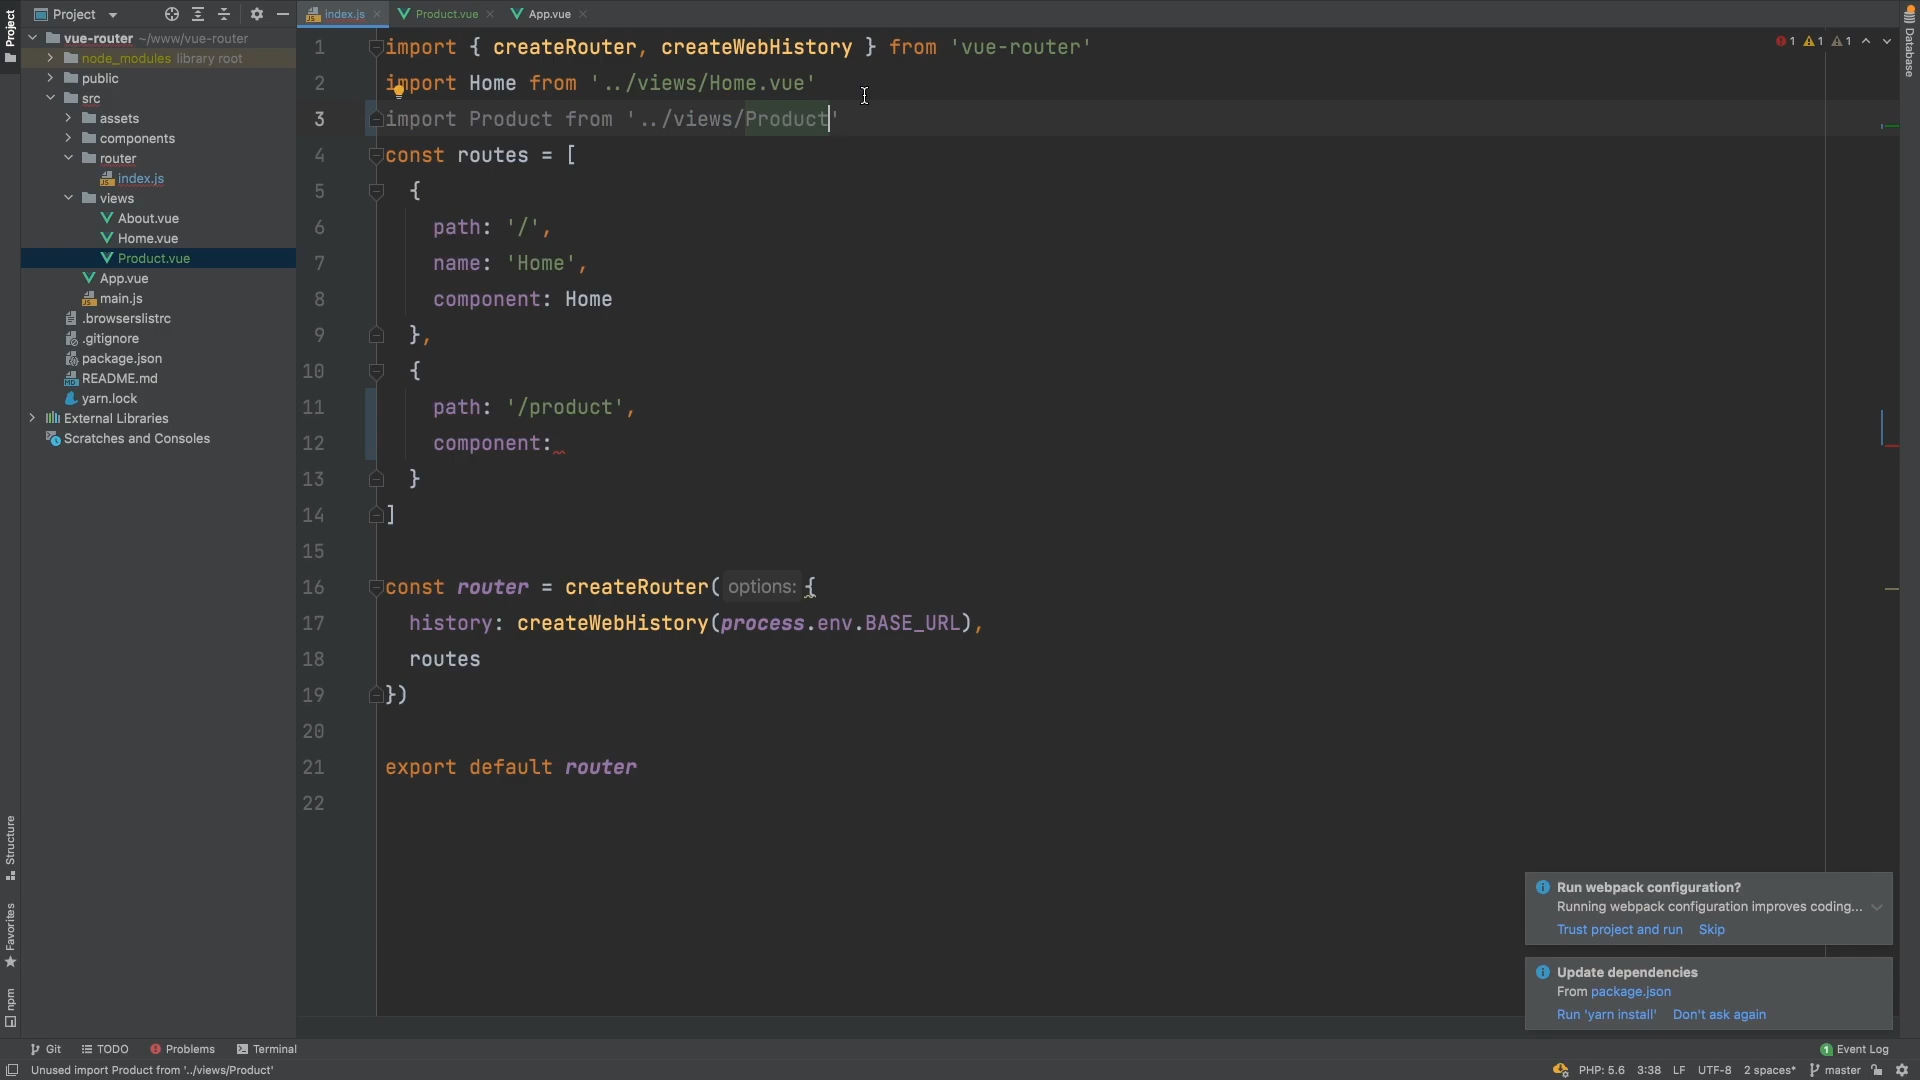 Project
index.js
Product.vue
App.vue
Project
Database
vue-router ~/www/vue-router
node_modules library root
public
src
assets
components
router
index.js
views
About.vue
Home.vue
Product.vue
App.vue
main.js
.browserslistrc
.gitignore
package.json
README.md
yarn.lock
External Libraries
Scratches and Consoles
1 import { createRouter, createWebHistory } from 'vue-router'
2 import Home from '../views/Home.vue'
3 import Product from '../views/Product'
4 const routes = [
5 {
6 path: '/',
7 name: 'Home',
8 component: Home
9 },
10 {
11 path: '/product',
12 component:
13 }
14 ]
15
16 const router = createRouter( options: {
17 history: createWebHistory(process.env.BASE_URL),
18 routes
19 })
20
21 export default router
22
1 1 1
Structure
Favorites
npm
Run webpack configuration?
Running webpack configuration improves coding...
Trust project and run Skip
Update dependencies
From package.json
Run 'yarn install' Don't ask again
Git TODO Problems Terminal
1 Event Log
Unused import Product from '../views/Product'
PHP: 5.6 3:38 LF UTF-8 2 spaces* master